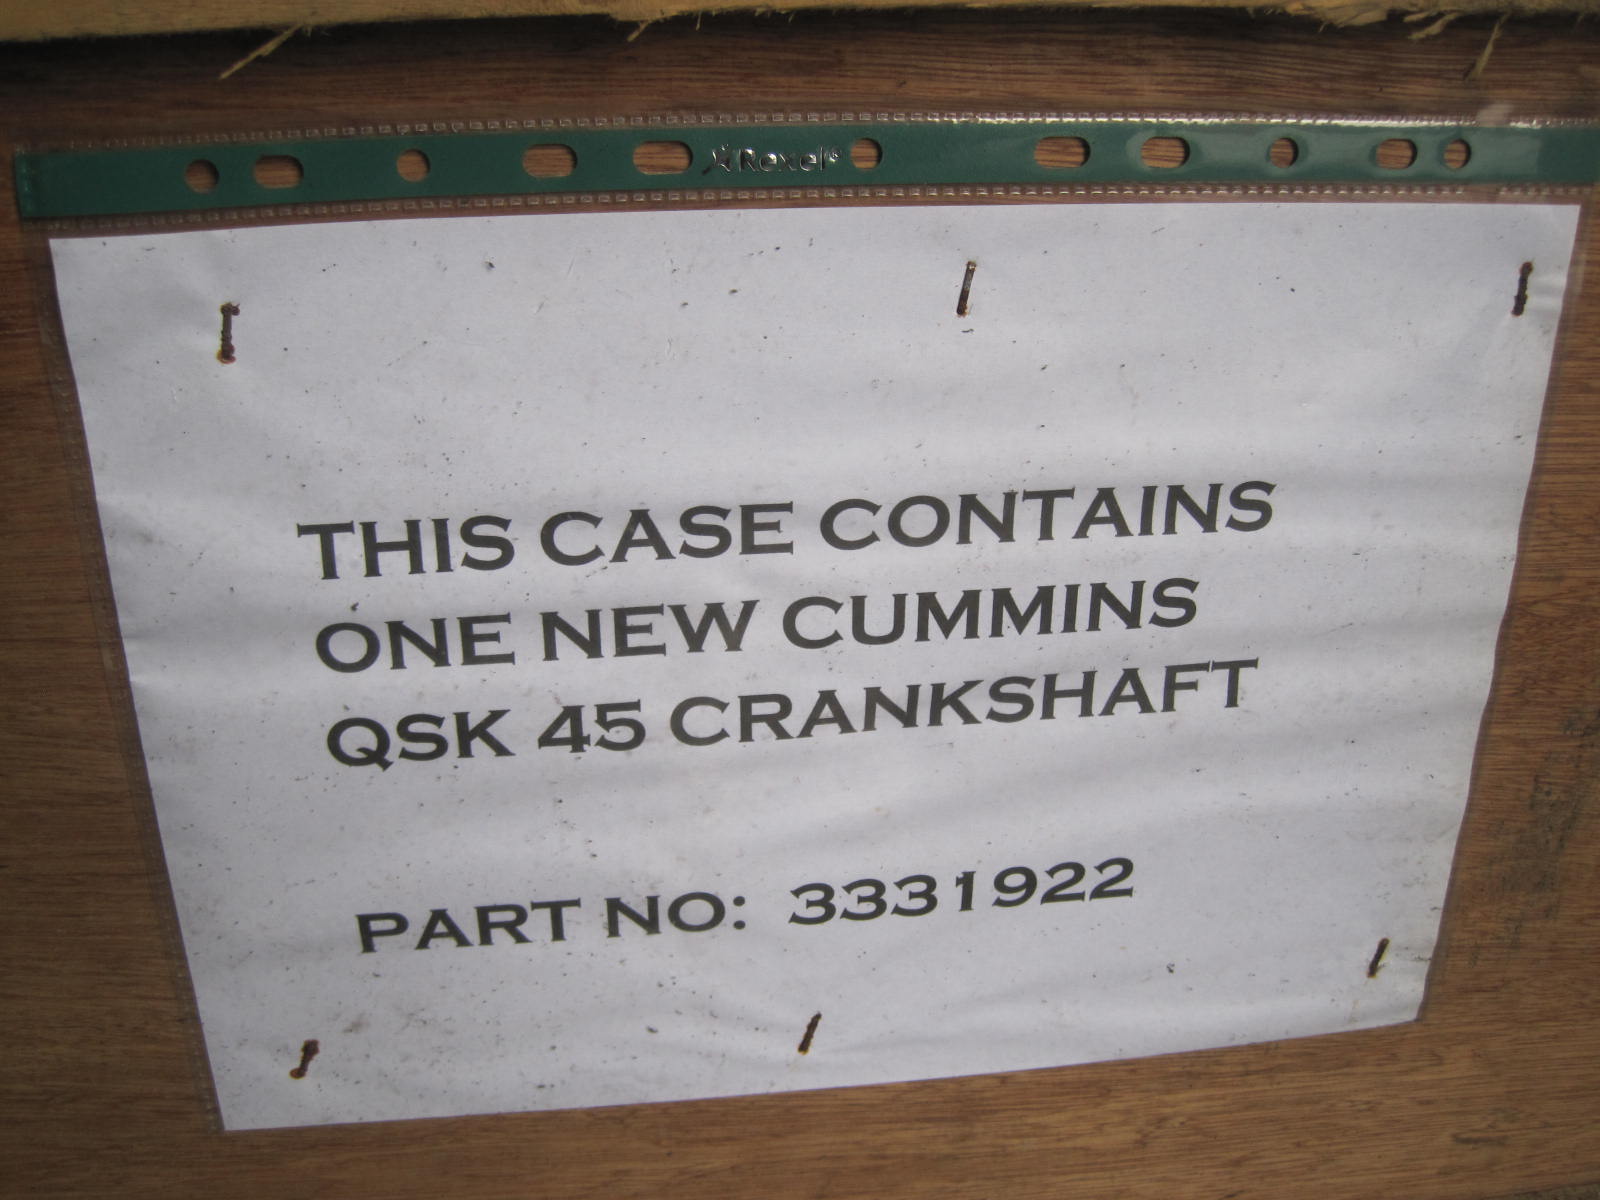 Rexel®
THIS CASE CONTAINS
ONE NEW CUMMINS
QSK 45 CRANKSHAFT
PART NO: 3331922